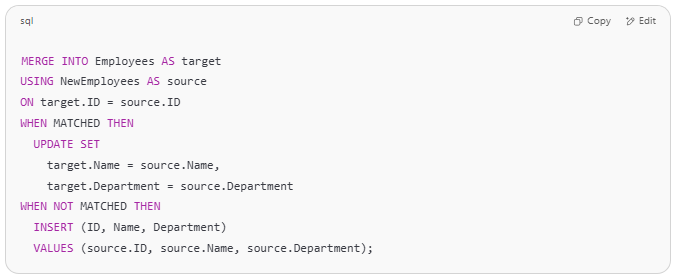 sql
Copy Edit
MERGE INTO Employees AS target
USING NewEmployees AS source
ON target.ID = source.ID
WHEN MATCHED THEN
  UPDATE SET
    target.Name = source.Name,
    target.Department = source.Department
WHEN NOT MATCHED THEN
  INSERT (ID, Name, Department)
  VALUES (source.ID, source.Name, source.Department);